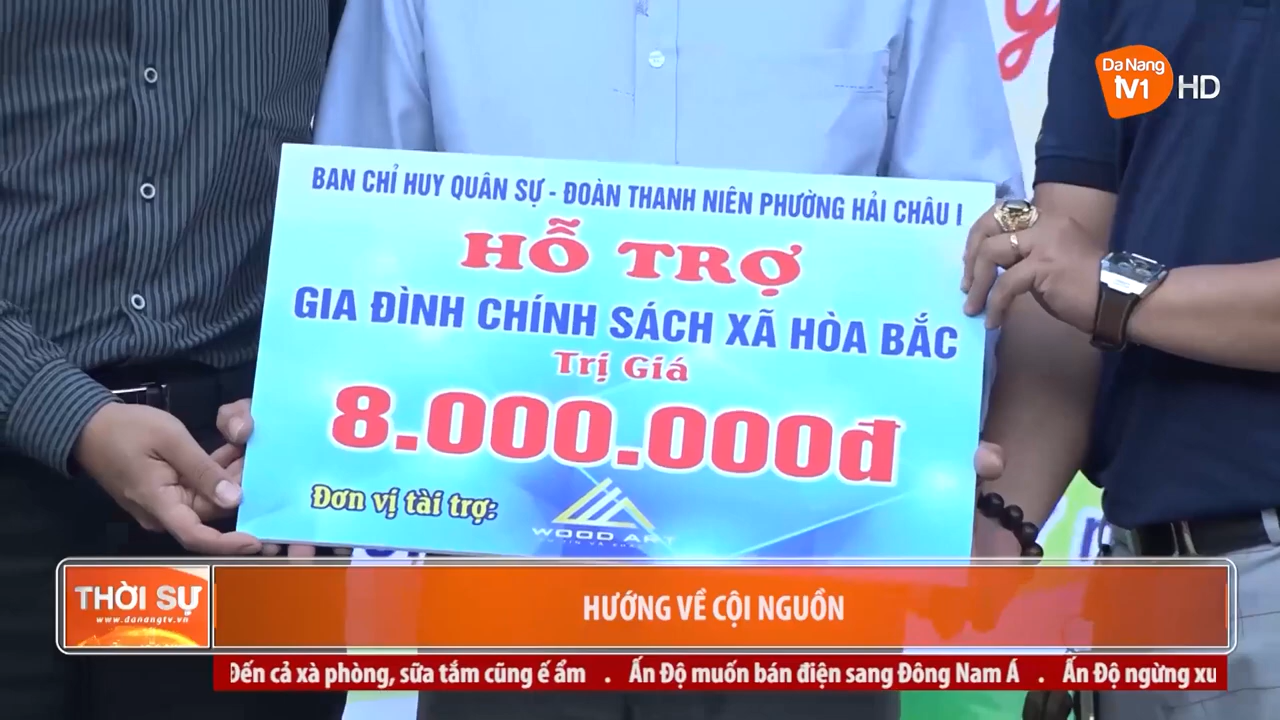 Da Nang
TV1 HD
BAN CHỈ HUY QUÂN SỰ - ĐOÀN THANH NIÊN PHƯỜNG HẢI CHÂU I
HỖ TRỢ
GIA ĐÌNH CHÍNH SÁCH XÃ HÒA BẮC
Trị Giá
8.000.000đ
Đơn vị tài trợ:
WOOD ART
THỜI SỰ
www.danangtv.vn
HƯỚNG VỀ CỘI NGUỒN
Đến cả xà phòng, sữa tắm cũng ế ẩm . Ấn Độ muốn bán điện sang Đông Nam Á . Ấn Độ ngừng xu